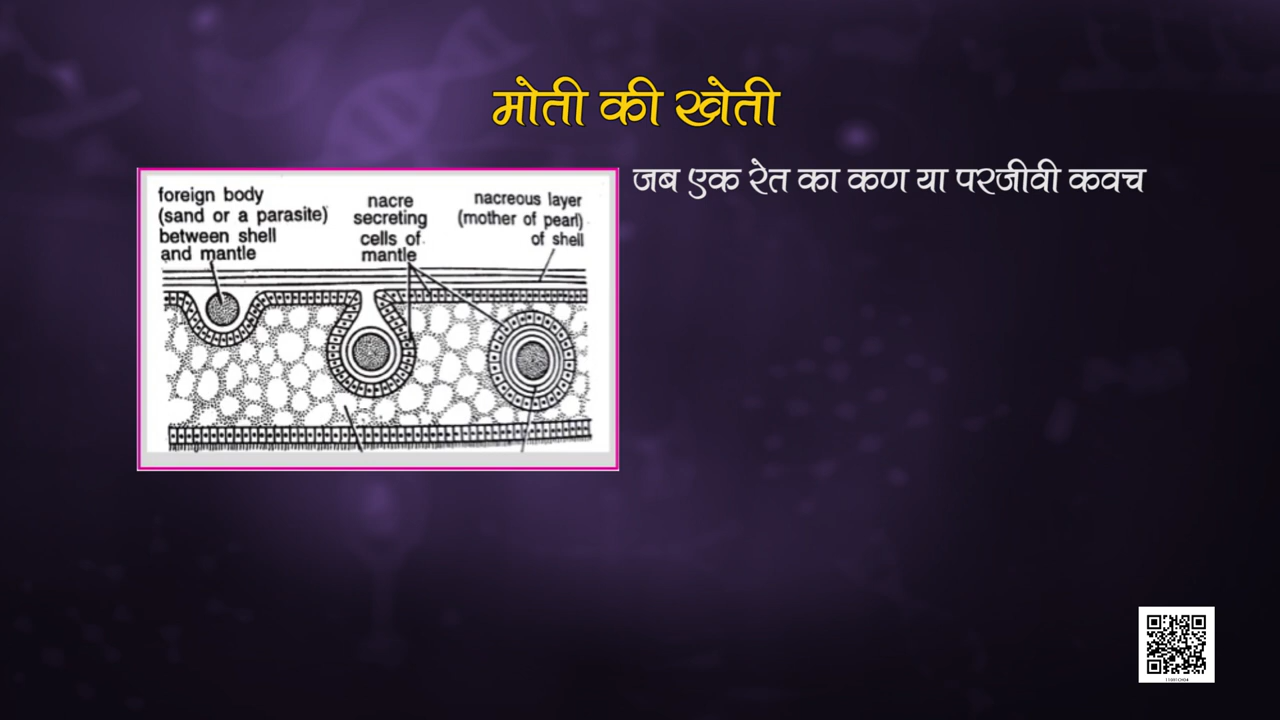 मोती की खेती
जब एक रेत का कण या परजीवी कवच
foreign body
(sand or a parasite)
between shell
and mantle
nacre
secreting
cells of
mantle
nacreous layer
(mother of pearl)
of shell